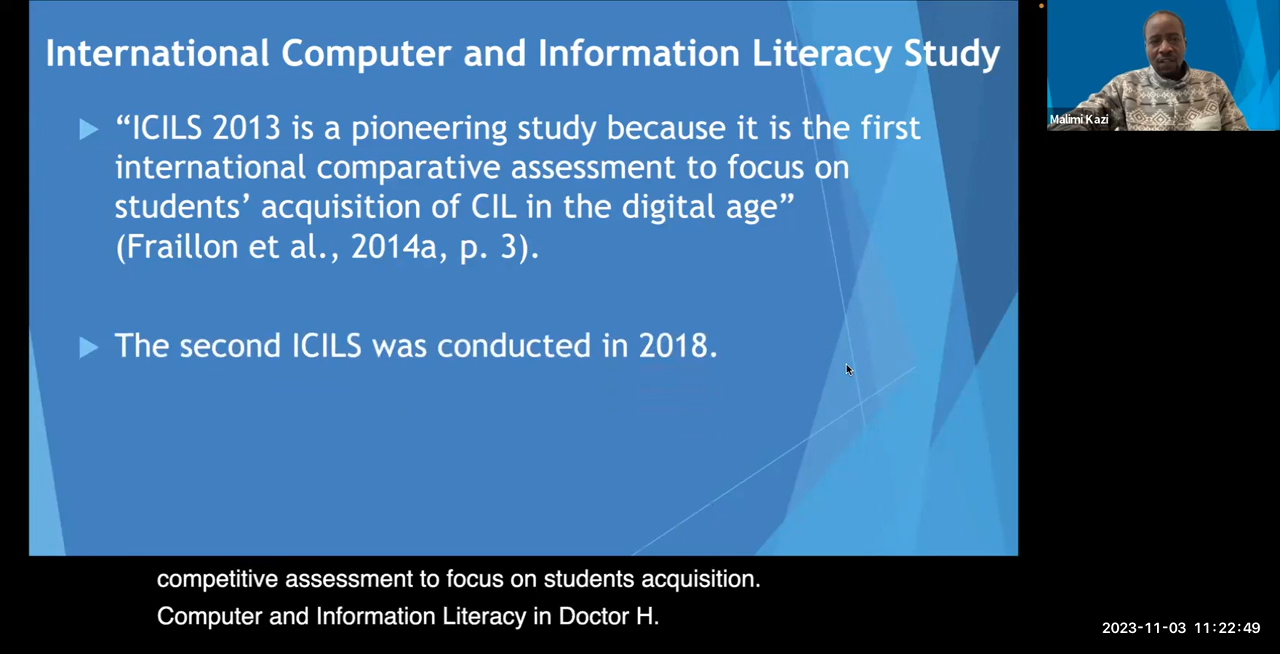 International Computer and Information Literacy Study
“ICILS 2013 is a pioneering study because it is the first
international comparative assessment to focus on
students’ acquisition of CIL in the digital age”
(Fraillon et al., 2014a, p. 3).
The second ICILS was conducted in 2018.
Malimi Kazi
competitive assessment to focus on students acquisition.
Computer and Information Literacy in Doctor H.
2023-11-03 11:22:49